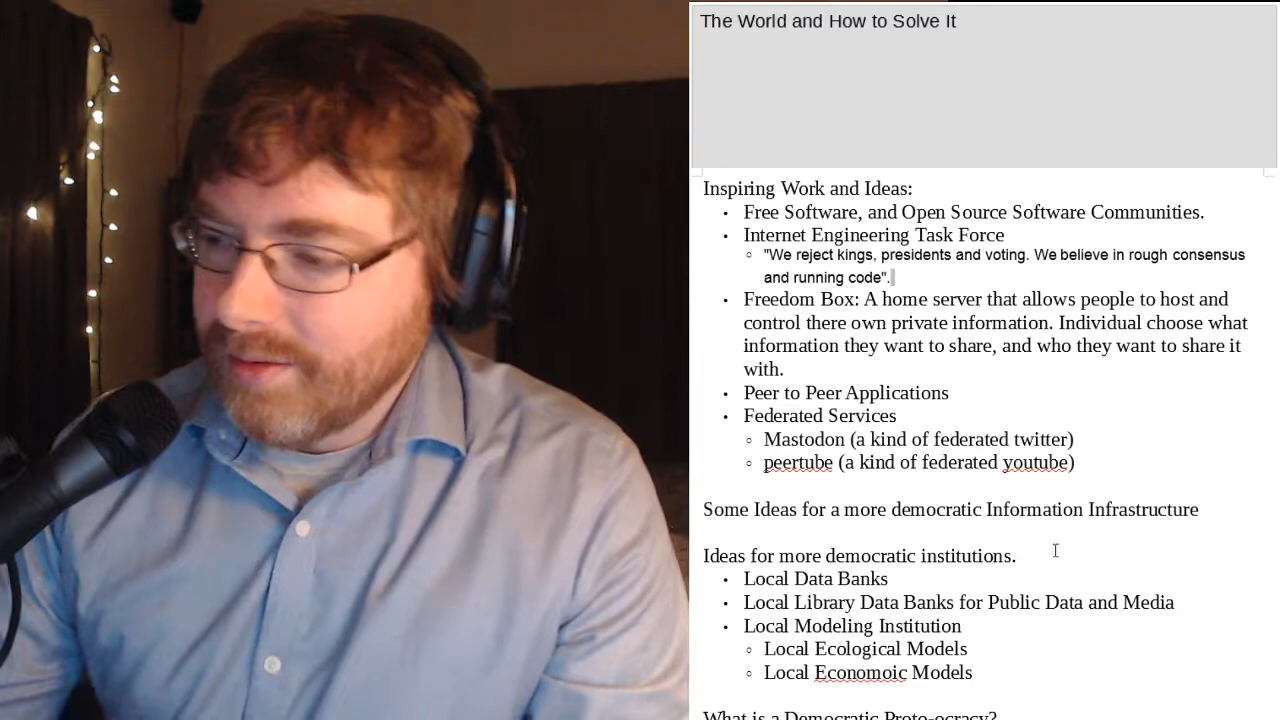 The World and How to Solve It
Inspiring Work and Ideas:
• Free Software, and Open Source Software Communities.
• Internet Engineering Task Force
◦ "We reject kings, presidents and voting. We believe in rough consensus
and running code".
• Freedom Box: A home server that allows people to host and
control there own private information. Individual choose what
information they want to share, and who they want to share it
with.
• Peer to Peer Applications
• Federated Services
◦ Mastodon (a kind of federated twitter)
◦ peertube (a kind of federated youtube)
Some Ideas for a more democratic Information Infrastructure
Ideas for more democratic institutions.
• Local Data Banks
• Local Library Data Banks for Public Data and Media
• Local Modeling Institution
◦ Local Ecological Models
◦ Local Economoic Models
What is a Democratic Proto-ocracy?